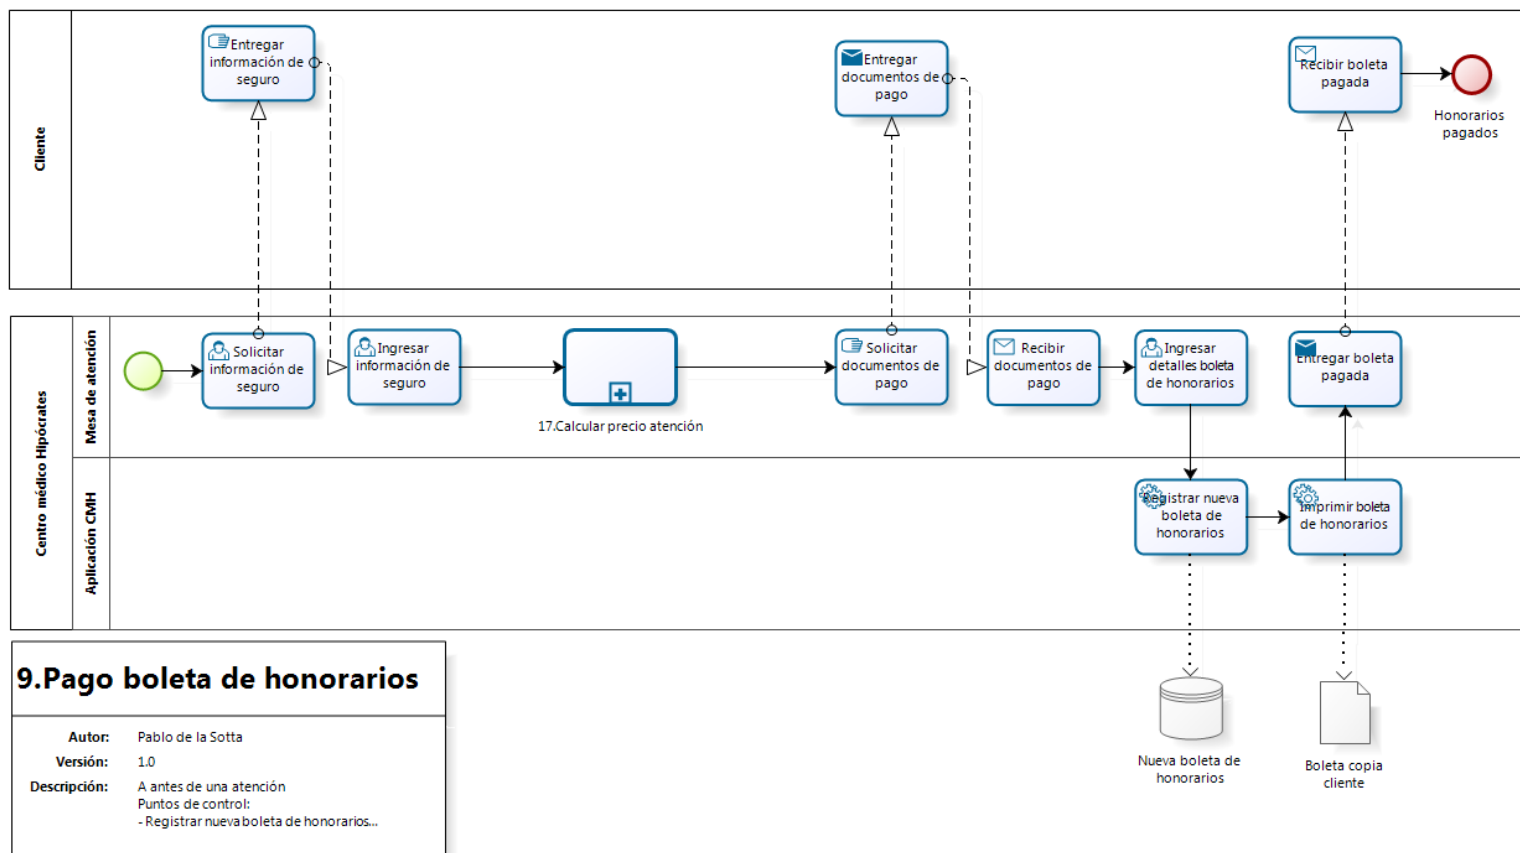 Cliente
Entregar
información de
seguro
Entregar
documentos de
pago
Recibir boleta
pagada
Honorarios
pagados
Centro médico Hipócrates
Mesa de atención
Solicitar
información de
seguro
Ingresar
información de
seguro
17.Calcular precio atención
Solicitar
documentos de
pago
Recibir
documentos de
pago
Ingresar
detalles boleta
de honorarios
Entregar boleta
pagada
Aplicación CMH
Registrar nueva
boleta de
honorarios
Imprimir boleta
de honorarios
Nueva boleta de
honorarios
Boleta copia
cliente
9.Pago boleta de honorarios
Autor: Pablo de la Sotta
Versión: 1.0
Descripción: A antes de una atención
Puntos de control:
- Registrar nueva boleta de honorarios...